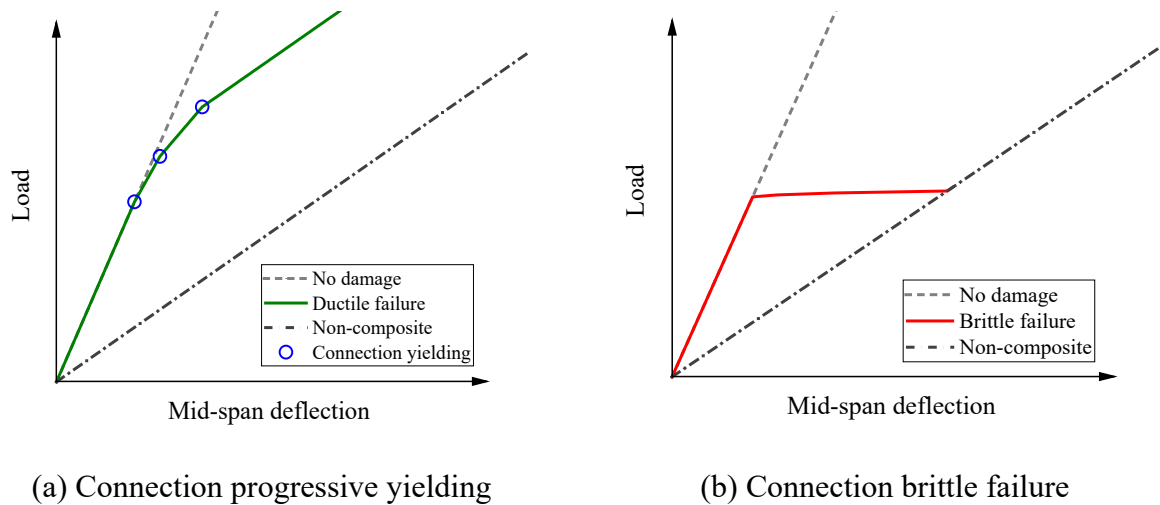 Load
No damage
Ductile failure
Non-composite
Connection yielding
Mid-span deflection
(a) Connection progressive yielding
Load
No damage
Brittle failure
Non-composite
Mid-span deflection
(b) Connection brittle failure